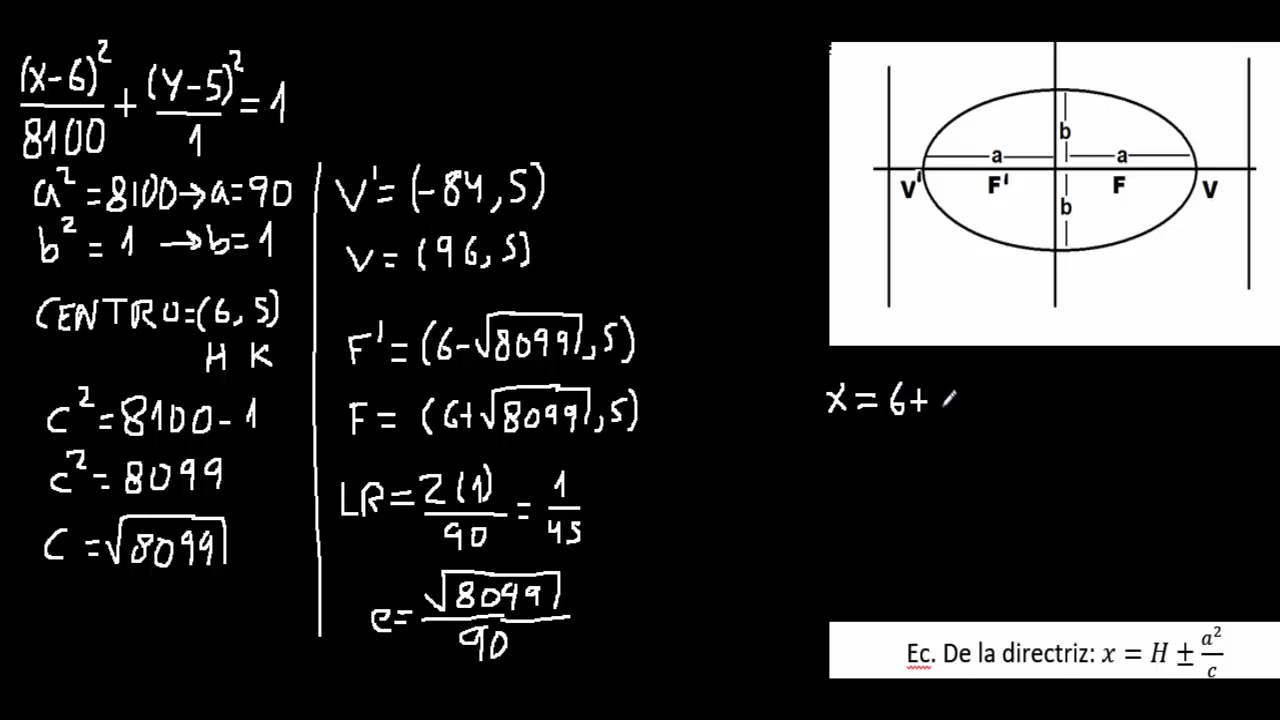 (x-6)²/8100 + (y-5)²/1 = 1
a² = 8100 → a = 90
b² = 1 → b = 1
CENTRO = (6, 5)
H K
c² = 8100 - 1
c² = 8099
C = √8099
V' = (-84, 5)
V = (96, 5)
F' = (6-√8099, 5)
F = (6+√8099, 5)
LR = 2(1)/90 = 1/45
e = √8099/90
b
a a
V' F' F V
b
x = 6+
Ec. De la directriz: x = H ± a²/c